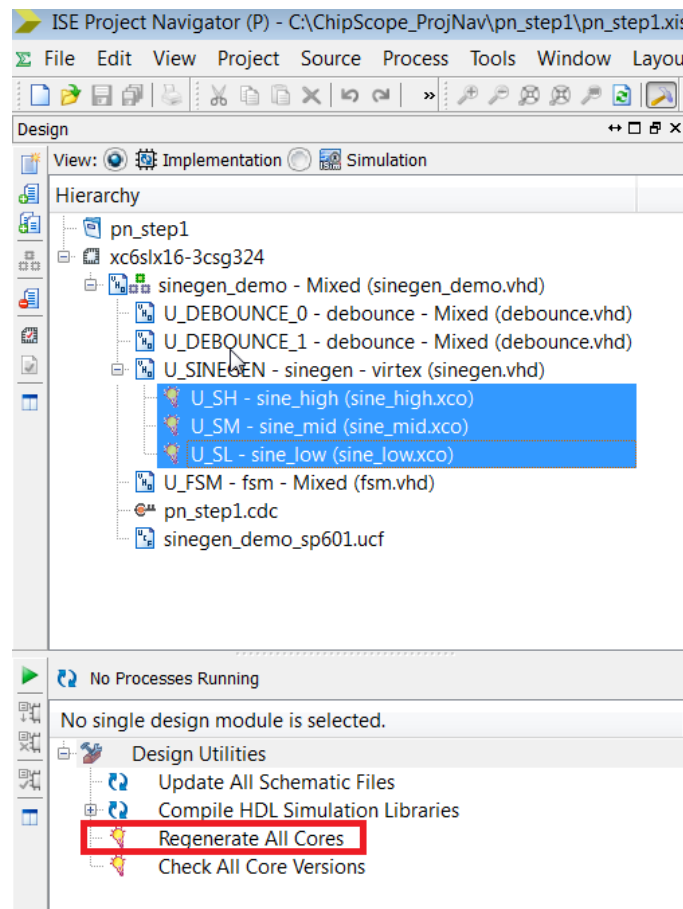 ISE Project Navigator (P) - C:\ChipScope_ProjNav\pn_step1\pn_step1.xis
File Edit View Project Source Process Tools Window Layou
»
Design
View: Implementation Simulation
Hierarchy
pn_step1
xc6slx16-3csg324
sinegen_demo - Mixed (sinegen_demo.vhd)
U_DEBOUNCE_0 - debounce - Mixed (debounce.vhd)
U_DEBOUNCE_1 - debounce - Mixed (debounce.vhd)
U_SINEGEN - sinegen - virtex (sinegen.vhd)
U_SH - sine_high (sine_high.xco)
U_SM - sine_mid (sine_mid.xco)
U_SL - sine_low (sine_low.xco)
U_FSM - fsm - Mixed (fsm.vhd)
pn_step1.cdc
sinegen_demo_sp601.ucf
No Processes Running
No single design module is selected.
Design Utilities
Update All Schematic Files
Compile HDL Simulation Libraries
Regenerate All Cores
Check All Core Versions